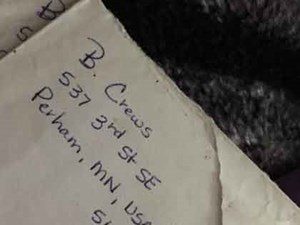 B. Crews
537 3rd St SE
Perham, MN, USA